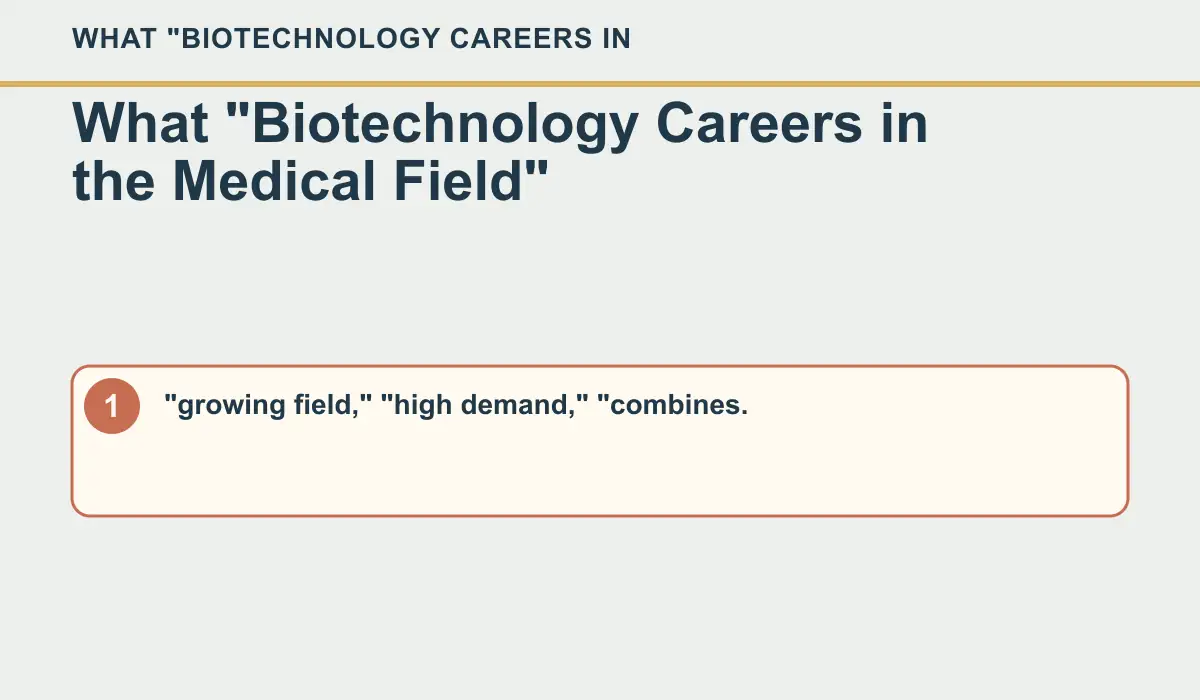 WHAT "BIOTECHNOLOGY CAREERS IN
What "Biotechnology Careers in
the Medical Field"
1
"growing field," "high demand," "combines.